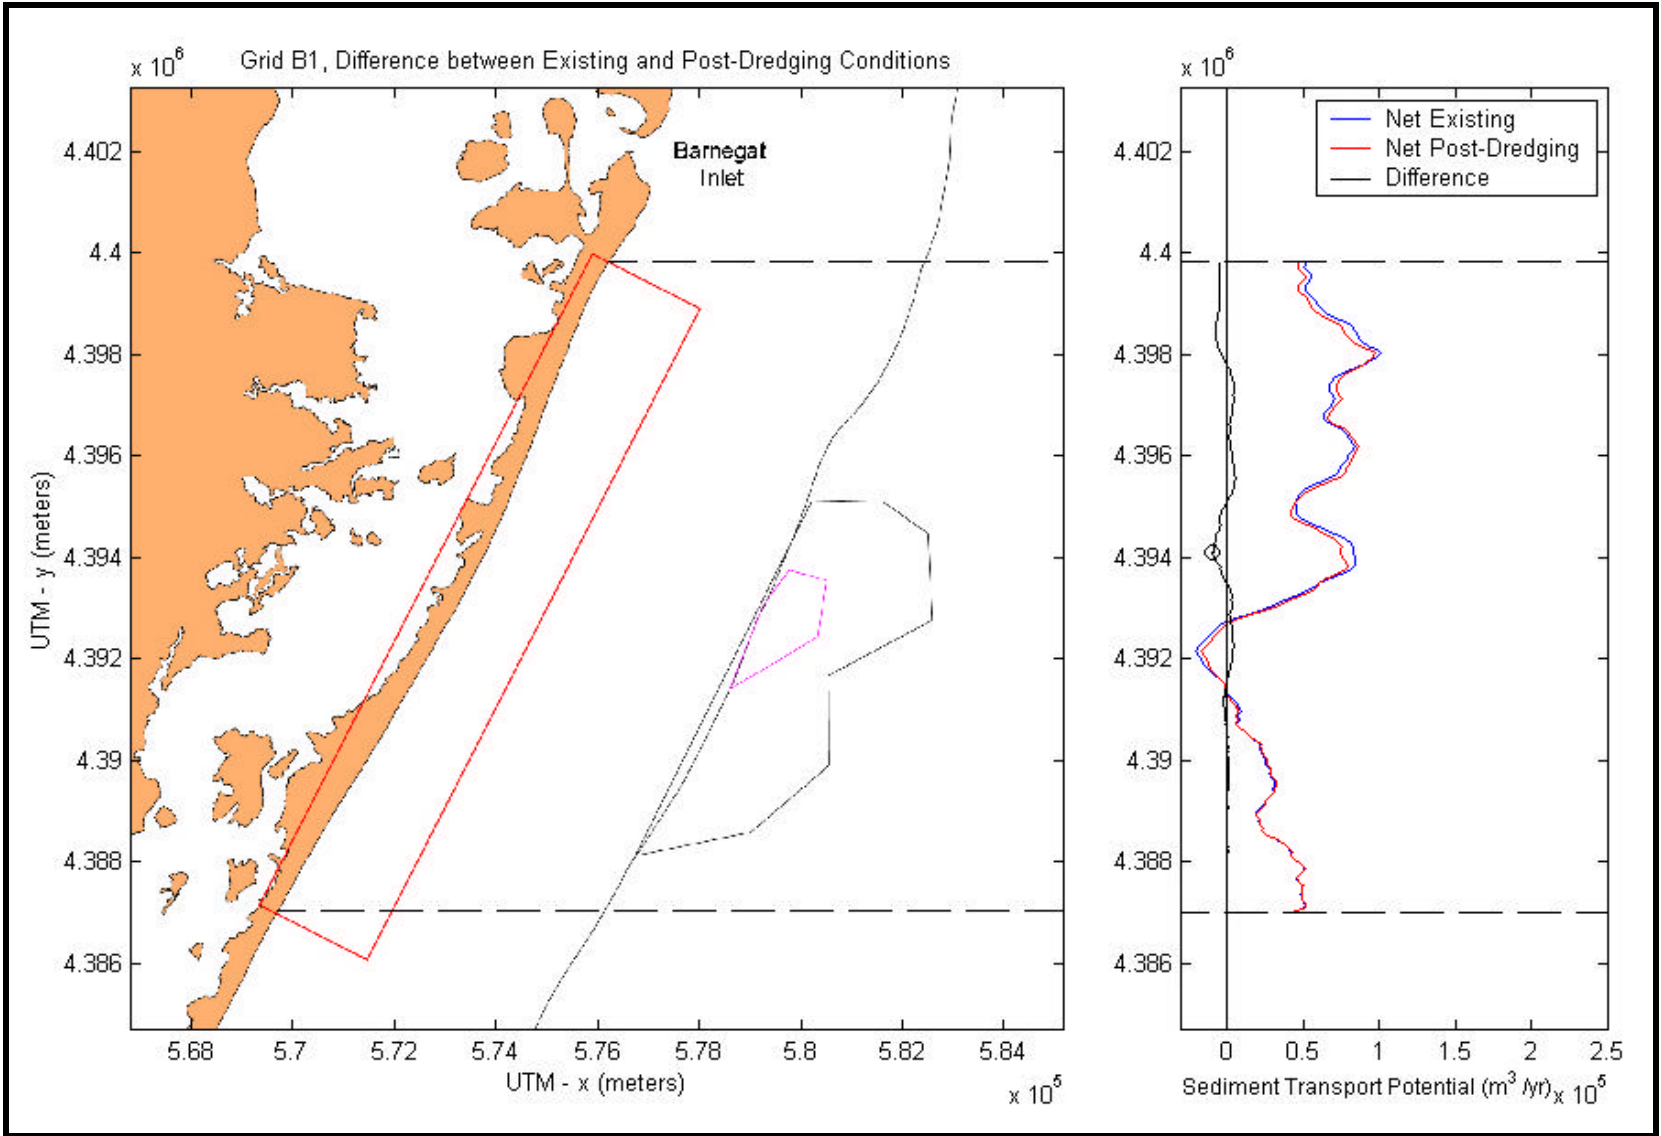 Grid B1, Difference between Existing and Post-Dredging Conditions
x 10^6
Barnegat
Inlet
4.402
4.4
4.398
4.396
4.394
4.392
4.39
4.388
4.386
UTM - y (meters)
5.68 5.7 5.72 5.74 5.76 5.78 5.8 5.82 5.84
UTM - x (meters)
x 10^5
x 10^6
Net Existing
Net Post-Dredging
Difference
4.402
4.4
4.398
4.396
4.394
4.392
4.39
4.388
4.386
0 0.5 1 1.5 2 2.5
Sediment Transport Potential (m^3 /yr) x 10^5